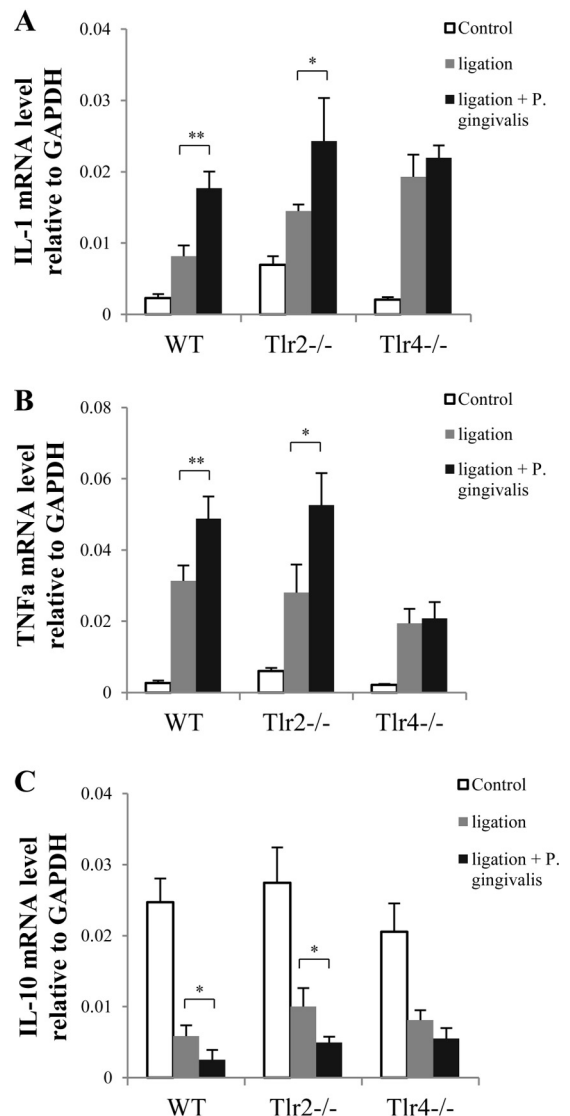 A
IL-1 mRNA level
relative to GAPDH
0.04
0.03
0.02
0.01
0
**
*
Control
ligation
ligation + P.
gingivalis
WT
Tlr2-/-
Tlr4-/-
B
TNFa mRNA level
relative to GAPDH
0.08
0.06
0.04
0.02
0
**
*
Control
ligation
ligation + P.
gingivalis
WT
Tlr2-/-
Tlr4-/-
C
IL-10 mRNA level
relative to GAPDH
0.04
0.03
0.02
0.01
0
*
*
Control
ligation
ligation + P.
gingivalis
WT
Tlr2-/-
Tlr4-/-